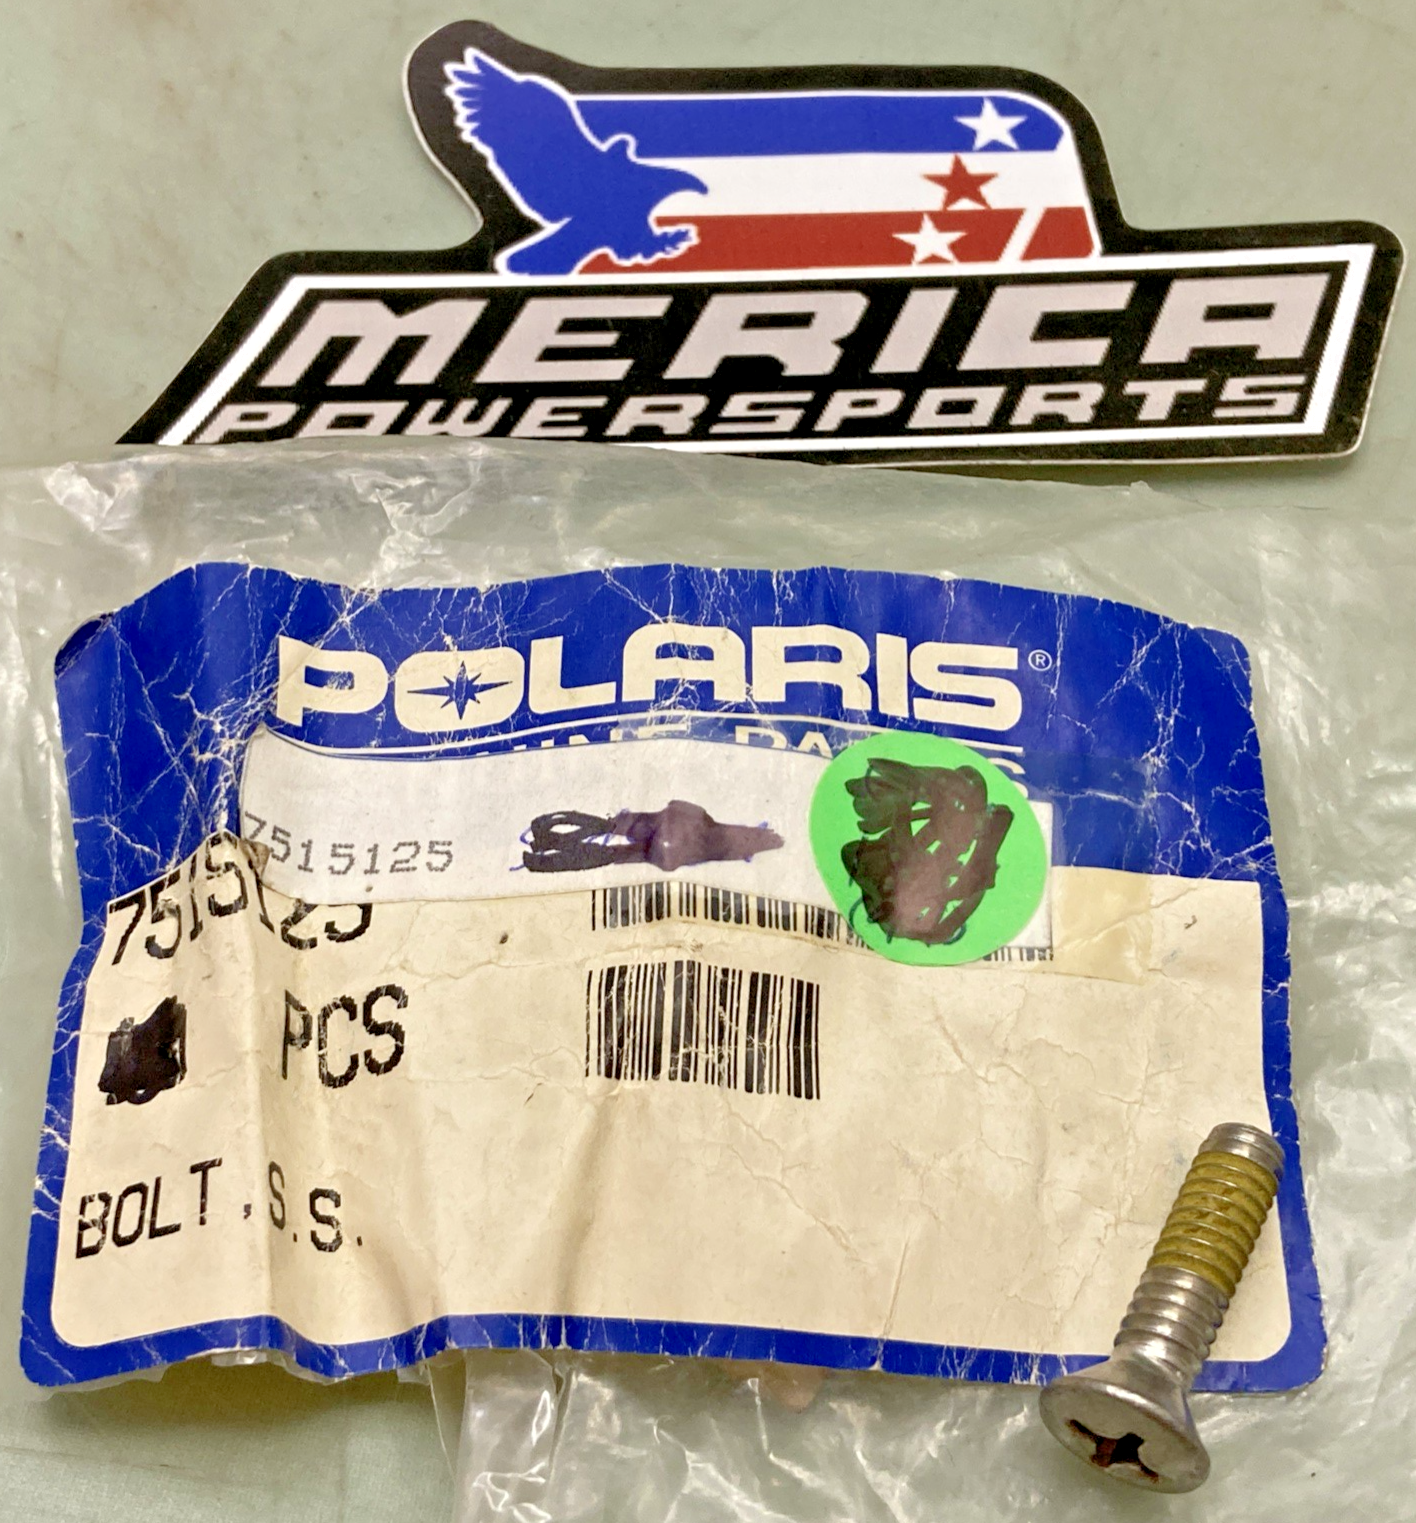 MERICA
POWERSPORTS
POLARIS®
7515125
7515125
PCS
BOLT, S.S.